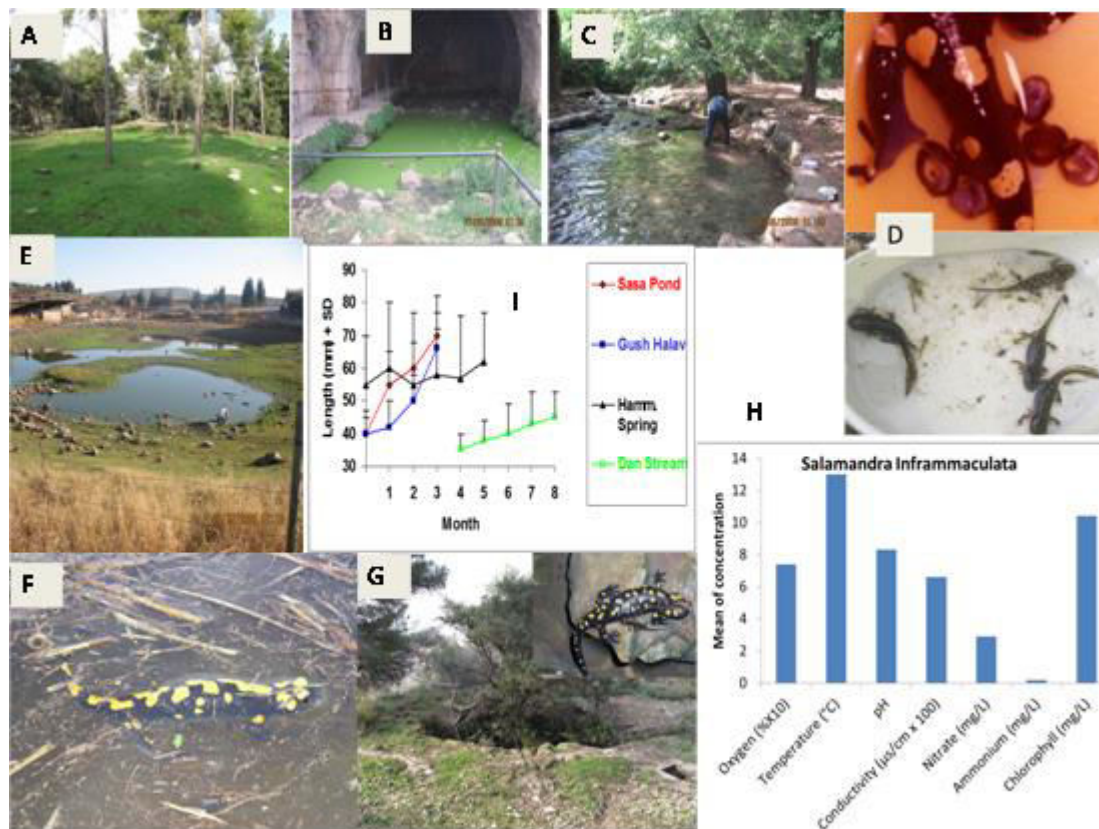 A
B
C
D
E
I
90
80
70
60
50
40
30
Length (mm) + SD
1 2 3 4 5 6 7 8
Month
Sasa Pond
Gush Halav
Hamm.
Spring
Dan Stream
H
Salamandra Inframmaculata
14
12
10
8
6
4
2
0
Mean of concentration
Oxygen (%X10)
Temperature (°C)
pH
Conductivity (µs/cm x 100)
Nitrate (mg/L)
Ammonium (mg/L)
Chlorophyll (mg/L)
F
G